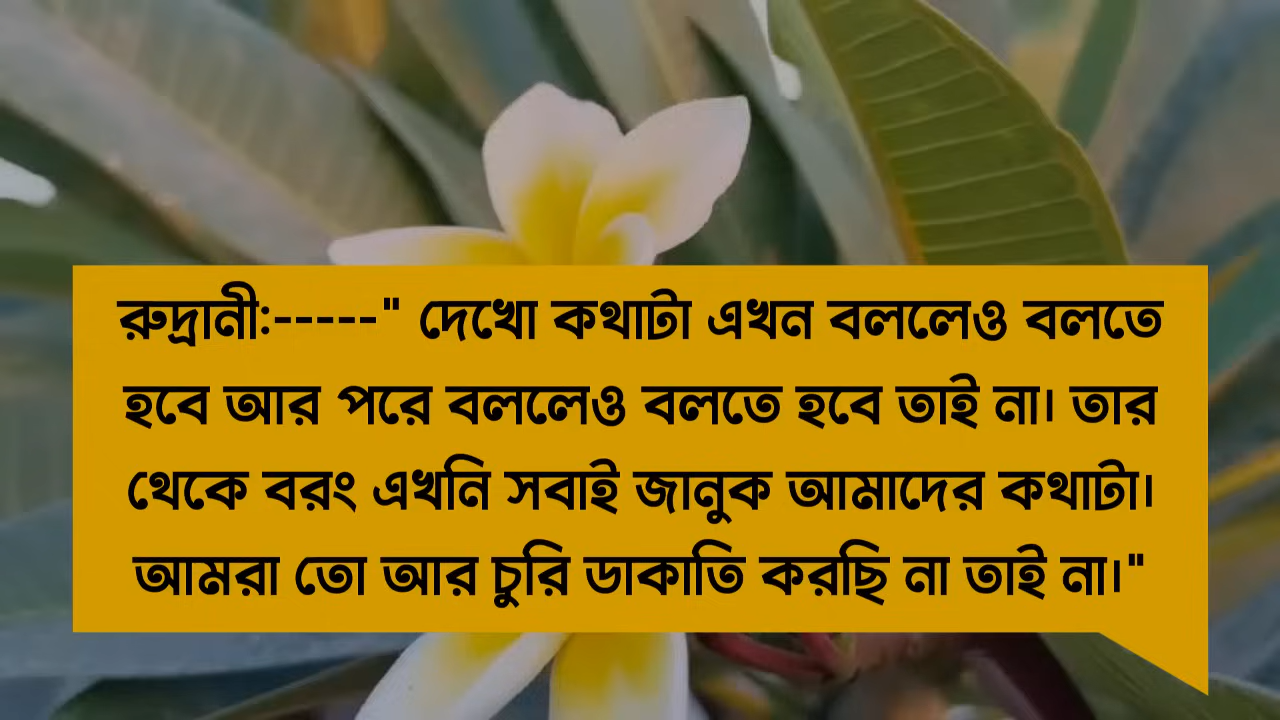 রুদ্রানী:-----" দেখো কথাটা এখন বললেও বলতে
হবে আর পরে বললেও বলতে হবে তাই না। তার
থেকে বরং এখনি সবাই জানুক আমাদের কথাটা।
আমরা তো আর চুরি ডাকাতি করছি না তাই না।"